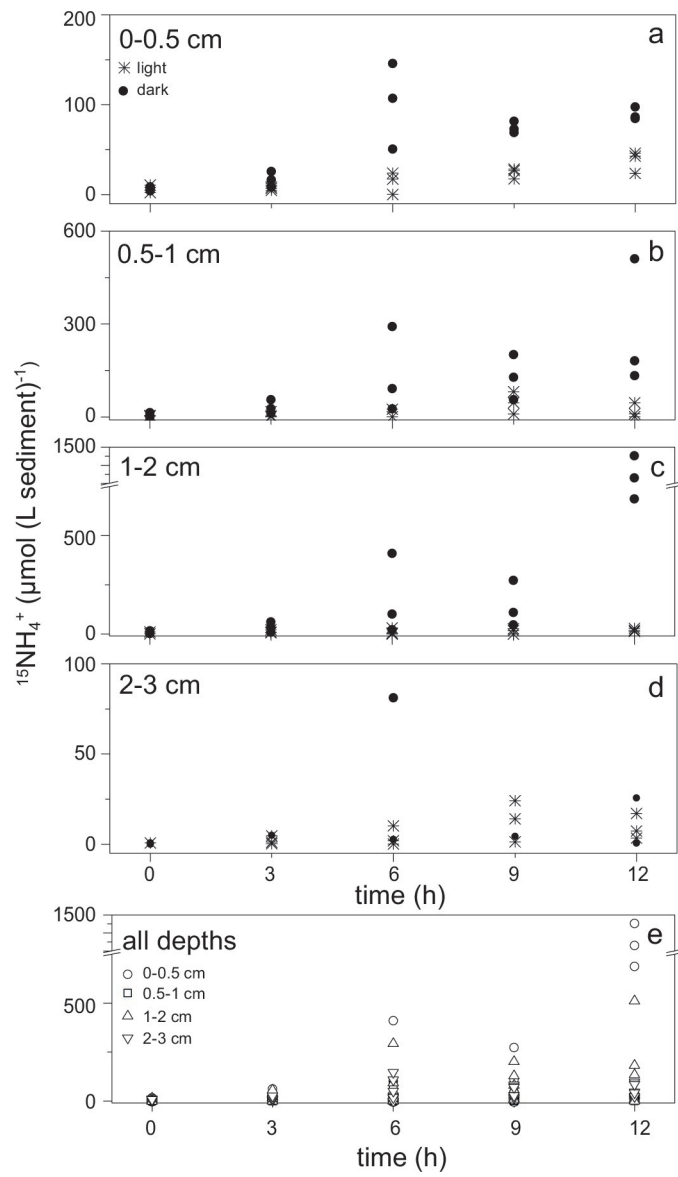 200
0-0.5 cm
a
light
dark
100
0
600
0.5-1 cm
b
300
0
1500
1-2 cm
c
500
0
100
2-3 cm
d
50
0
0 3 6 9 12
time (h)
¹⁵NH₄⁺ (µmol (L sediment)⁻¹)
1500
all depths
e
0-0.5 cm
0.5-1 cm
1-2 cm
2-3 cm
500
0
0 3 6 9 12
time (h)